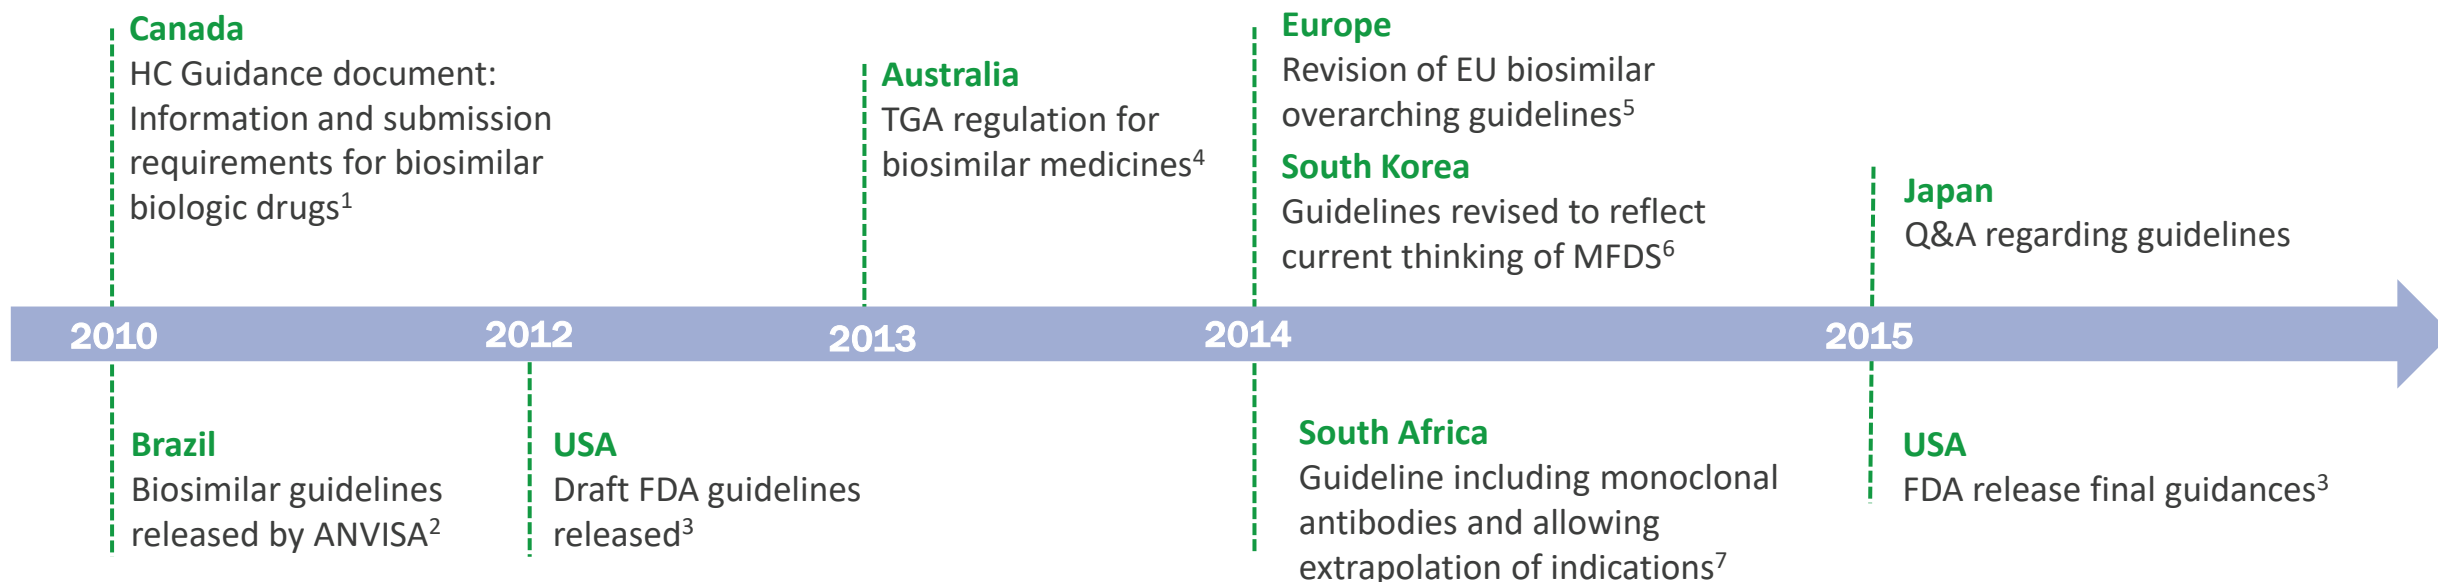 Canada
HC Guidance document:
Information and submission
requirements for biosimilar
biologic drugs1
Australia
TGA regulation for
biosimilar medicines4
Europe
Revision of EU biosimilar
overarching guidelines5
South Korea
Guidelines revised to reflect
current thinking of MFDS6
Japan
Q&A regarding guidelines
2010
2012
2013
2014
2015
Brazil
Biosimilar guidelines
released by ANVISA2
USA
Draft FDA guidelines
released3
South Africa
Guideline including monoclonal
antibodies and allowing
extrapolation of indications7
USA
FDA release final guidances3